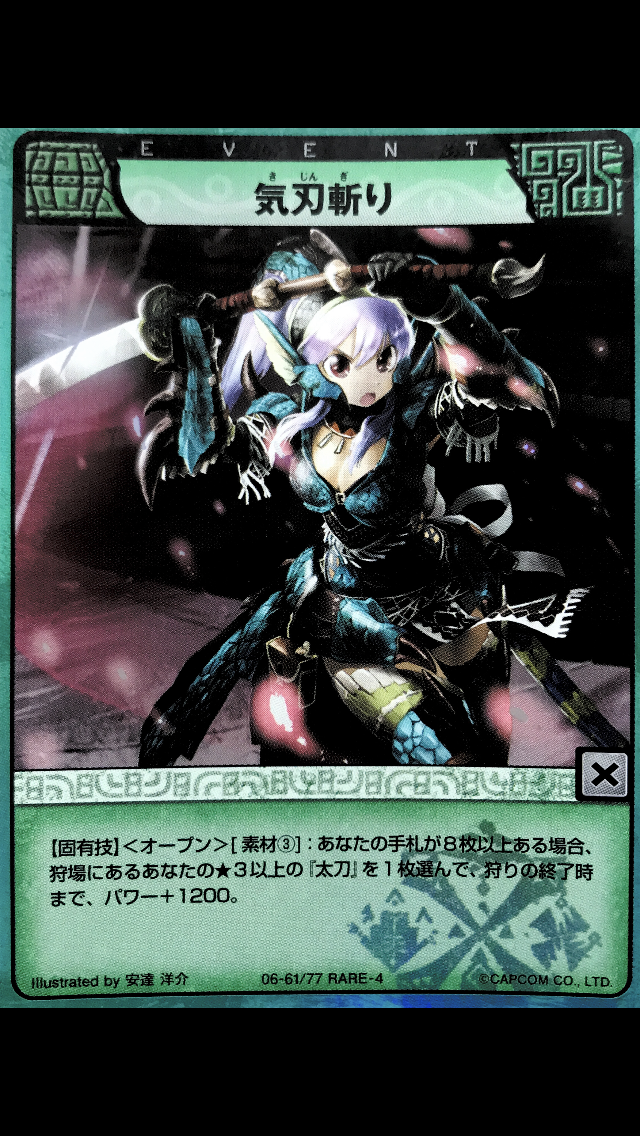 EVENT
き じん ぎ
気刃斬り
【固有技】＜オープン＞[ 素材③]：あなたの手札が８枚以上ある場合、
狩場にあるあなたの★３以上の『太刀』を１枚選んで、狩りの終了時
まで、パワー＋1200。
Illustrated by 安達 洋介 06-61/77 RARE-4 ©CAPCOM CO., LTD.